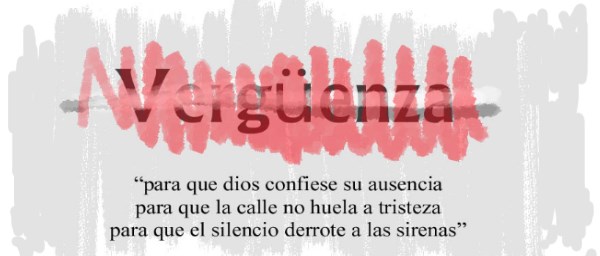 Vergüenza
“para que dios confiese su ausencia
para que la calle no huela a tristeza
para que el silencio derrote a las sirenas”